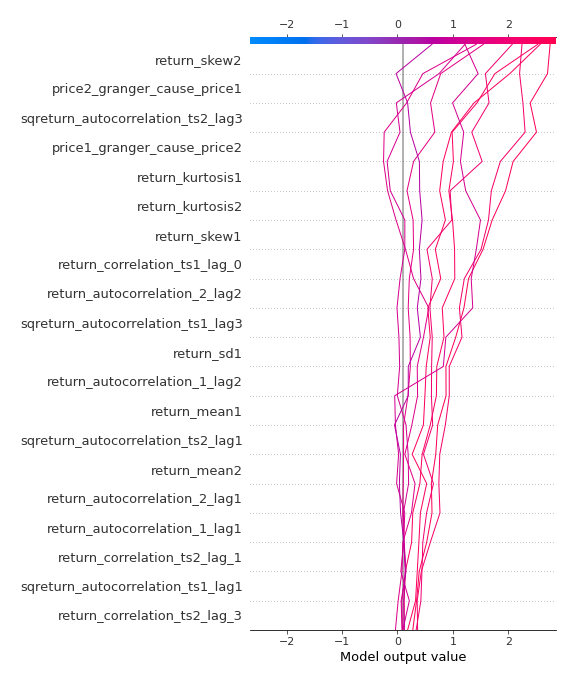 −2 −1 0 1 2
return_skew2
price2_granger_cause_price1
sqreturn_autocorrelation_ts2_lag3
price1_granger_cause_price2
return_kurtosis1
return_kurtosis2
return_skew1
return_correlation_ts1_lag_0
return_autocorrelation_2_lag2
sqreturn_autocorrelation_ts1_lag3
return_sd1
return_autocorrelation_1_lag2
return_mean1
sqreturn_autocorrelation_ts2_lag1
return_mean2
return_autocorrelation_2_lag1
return_autocorrelation_1_lag1
return_correlation_ts2_lag_1
sqreturn_autocorrelation_ts1_lag1
return_correlation_ts2_lag_3
−2 −1 0 1 2
Model output value